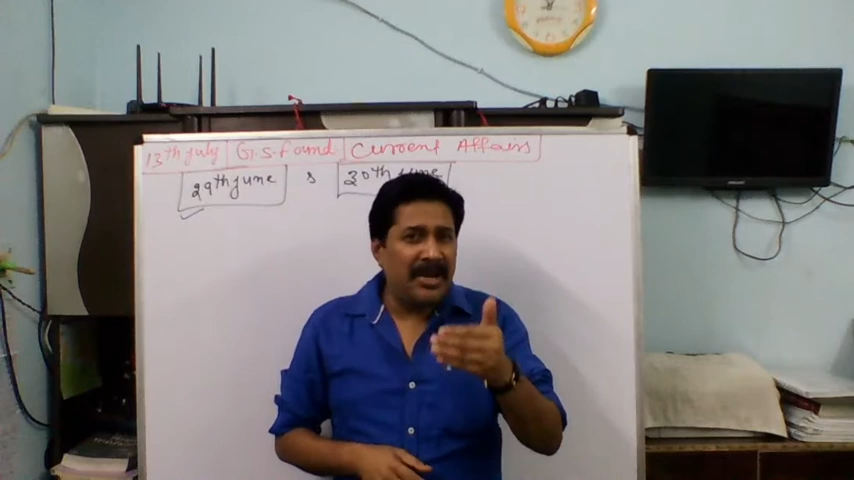 13th july | G.S. found | Current Affairs
29th june & 30th june